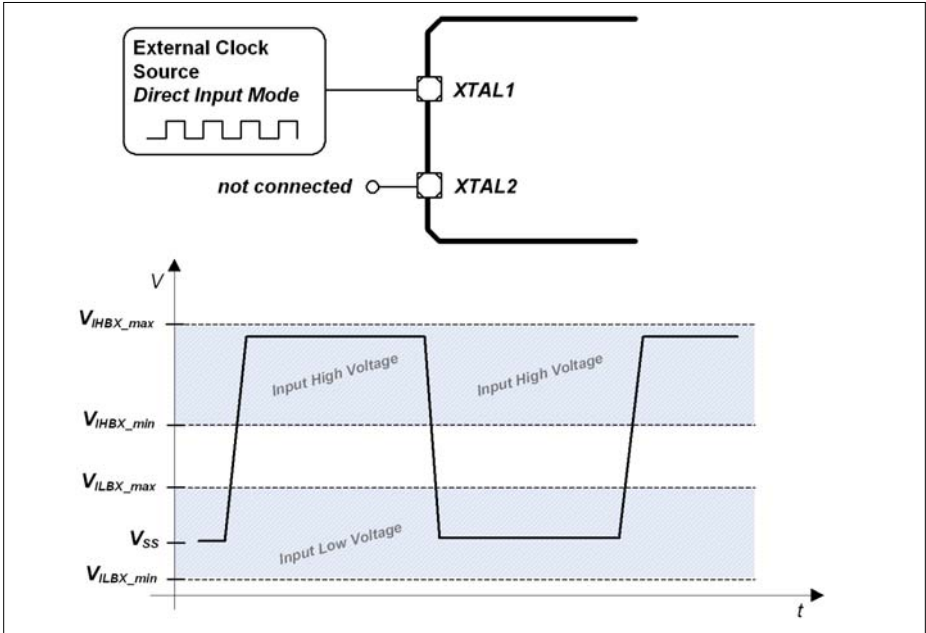 External Clock
Source
Direct Input Mode
XTAL1
not connected
XTAL2
V
VIHBX_max
Input High Voltage
Input High Voltage
VIHBX_min
VILBX_max
VSS
Input Low Voltage
VILBX_min
t